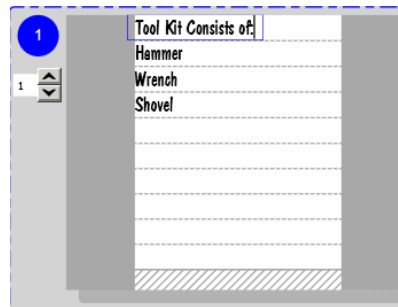 1
1
Tool Kit Consists of:
Hammer
Wrench
Shovel